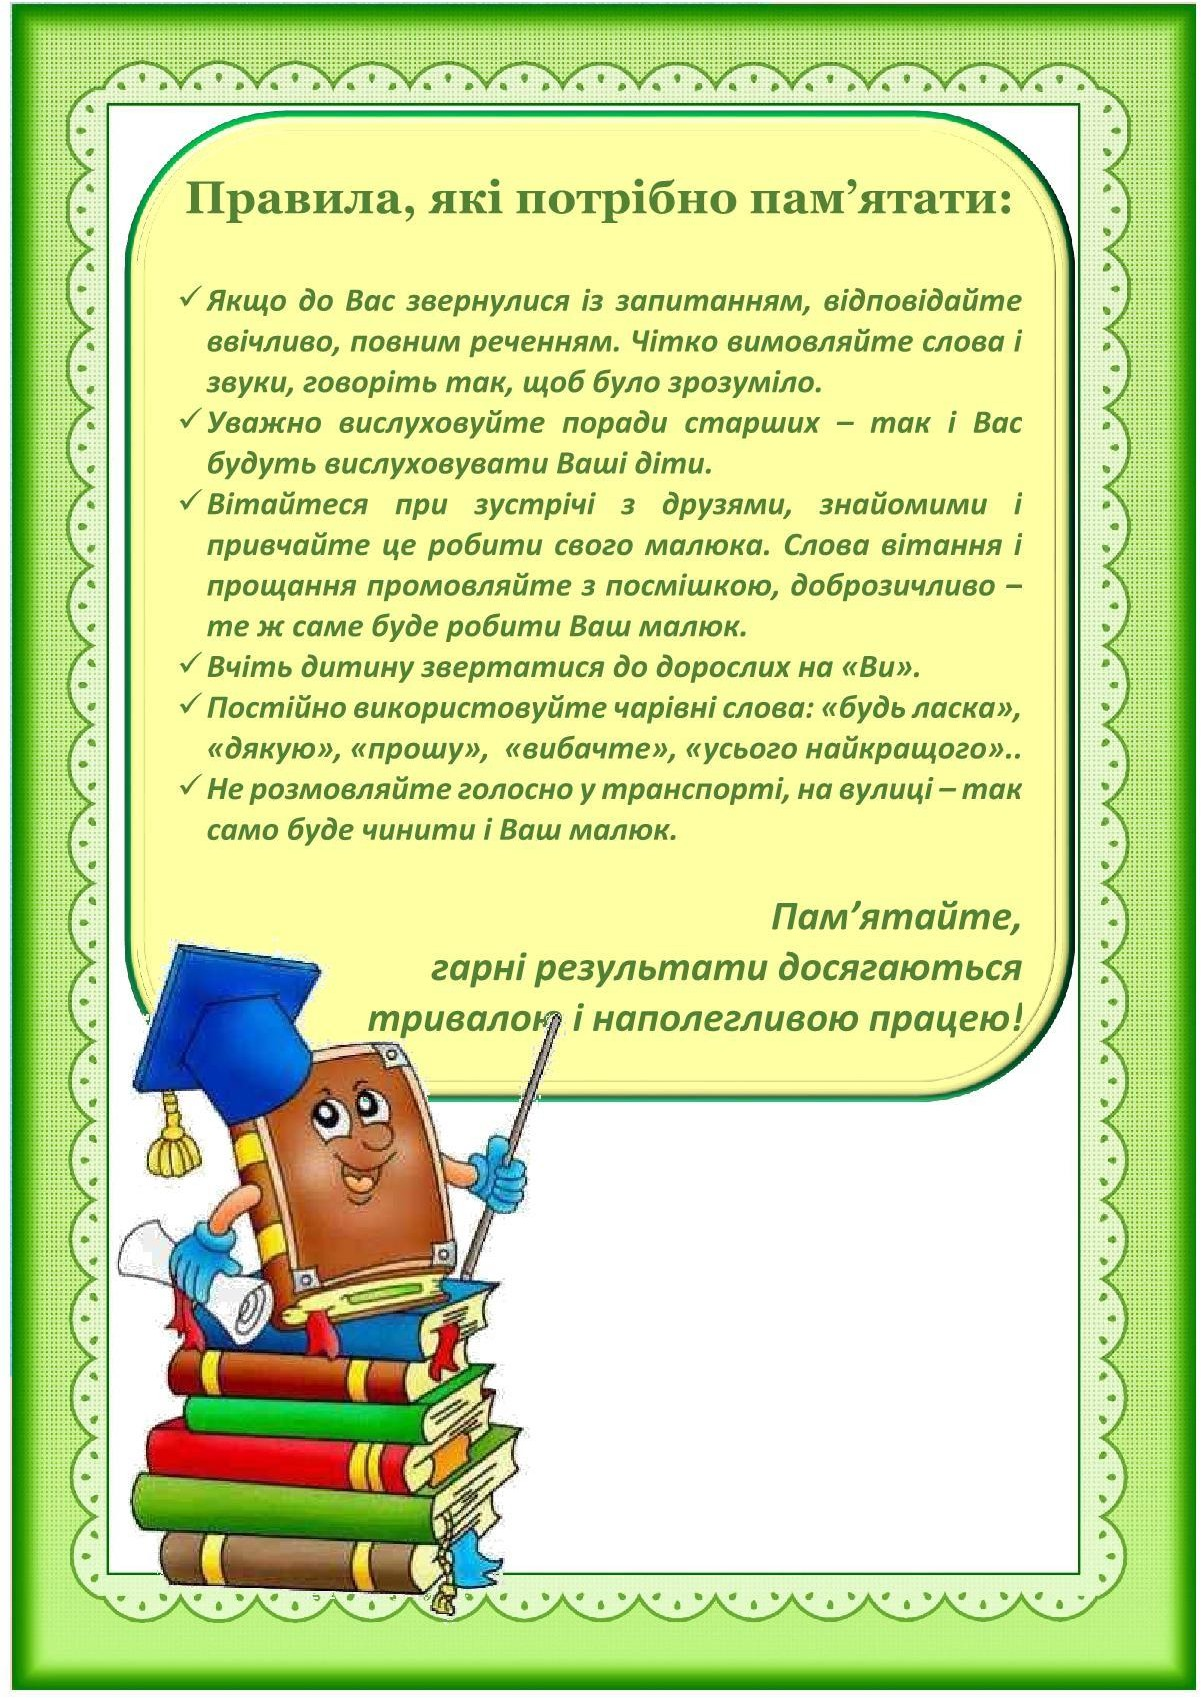 Правила, які потрібно пам’ятати:
✓ Якщо до Вас звернулися із запитанням, відповідайте
ввічливо, повним реченням. Чітко вимовляйте слова і
звуки, говоріть так, щоб було зрозуміло.
✓ Уважно вислуховуйте поради старших – так і Вас
будуть вислуховувати Ваші діти.
✓ Вітайтеся при зустрічі з друзями, знайомими і
привчайте це робити свого малюка. Слова вітання і
прощання промовляйте з посмішкою, доброзичливо –
те ж саме буде робити Ваш малюк.
✓ Вчіть дитину звертатися до дорослих на «Ви».
✓ Постійно використовуйте чарівні слова: «будь ласка»,
«дякую», «прошу», «вибачте», «усього найкращого»..
✓ Не розмовляйте голосно у транспорті, на вулиці – так
само буде чинити і Ваш малюк.
Пам’ятайте,
гарні результати досягаються
тривалою і наполегливою працею!